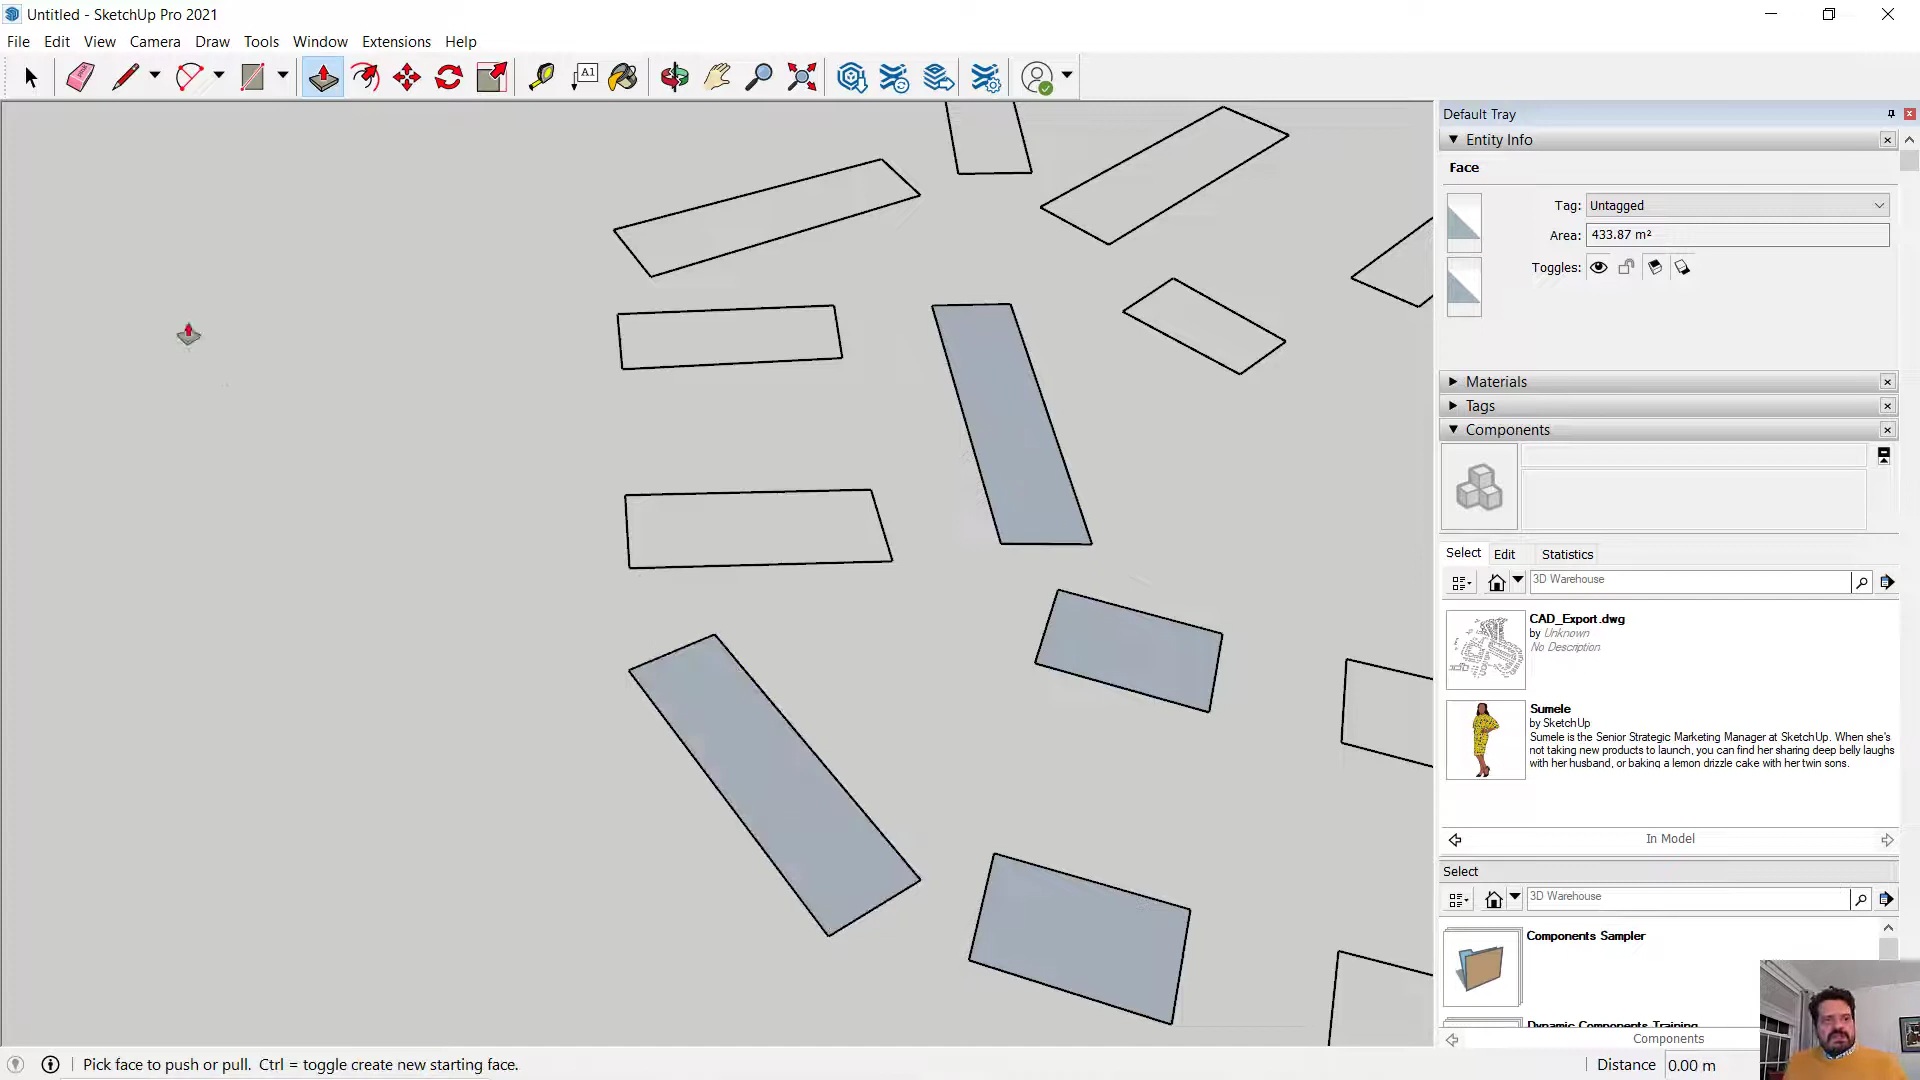 Untitled - SketchUp Pro 2021
File Edit View Camera Draw Tools Window Extensions Help
A1
Default Tray
Entity Info
Face
Tag: Untagged
Area: 433.87 m²
Toggles:
Materials
Tags
Components
Select Edit Statistics
3D Warehouse
CAD_Export.dwg
by Unknown
No Description
Sumele
by SketchUp
Sumele is the Senior Strategic Marketing Manager at SketchUp. When she's
not taking new products to launch, you can find her sharing deep belly laughs
with her husband, or baking a lemon drizzle cake with her twin sons.
In Model
Select
3D Warehouse
Components Sampler
Dynamic Components Training
Components
Pick face to push or pull. Ctrl = toggle create new starting face.
Distance 0.00 m